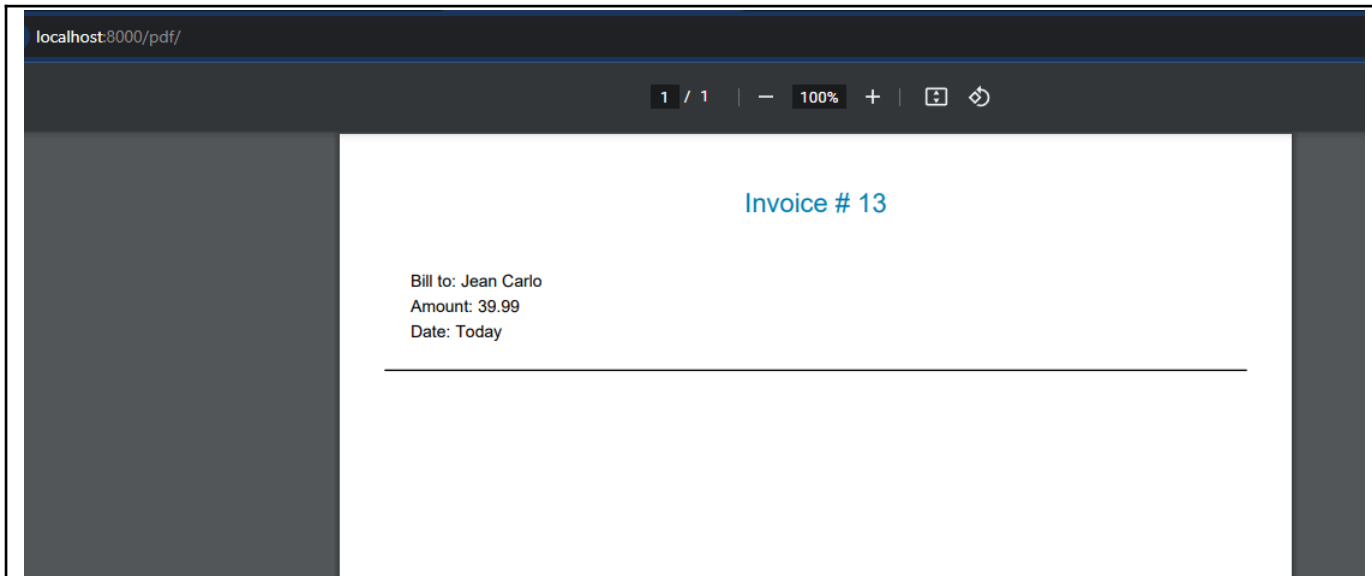 localhost:8000/pdf/
1 / 1 | — 100% + |
Invoice # 13
Bill to: Jean Carlo
Amount: 39.99
Date: Today